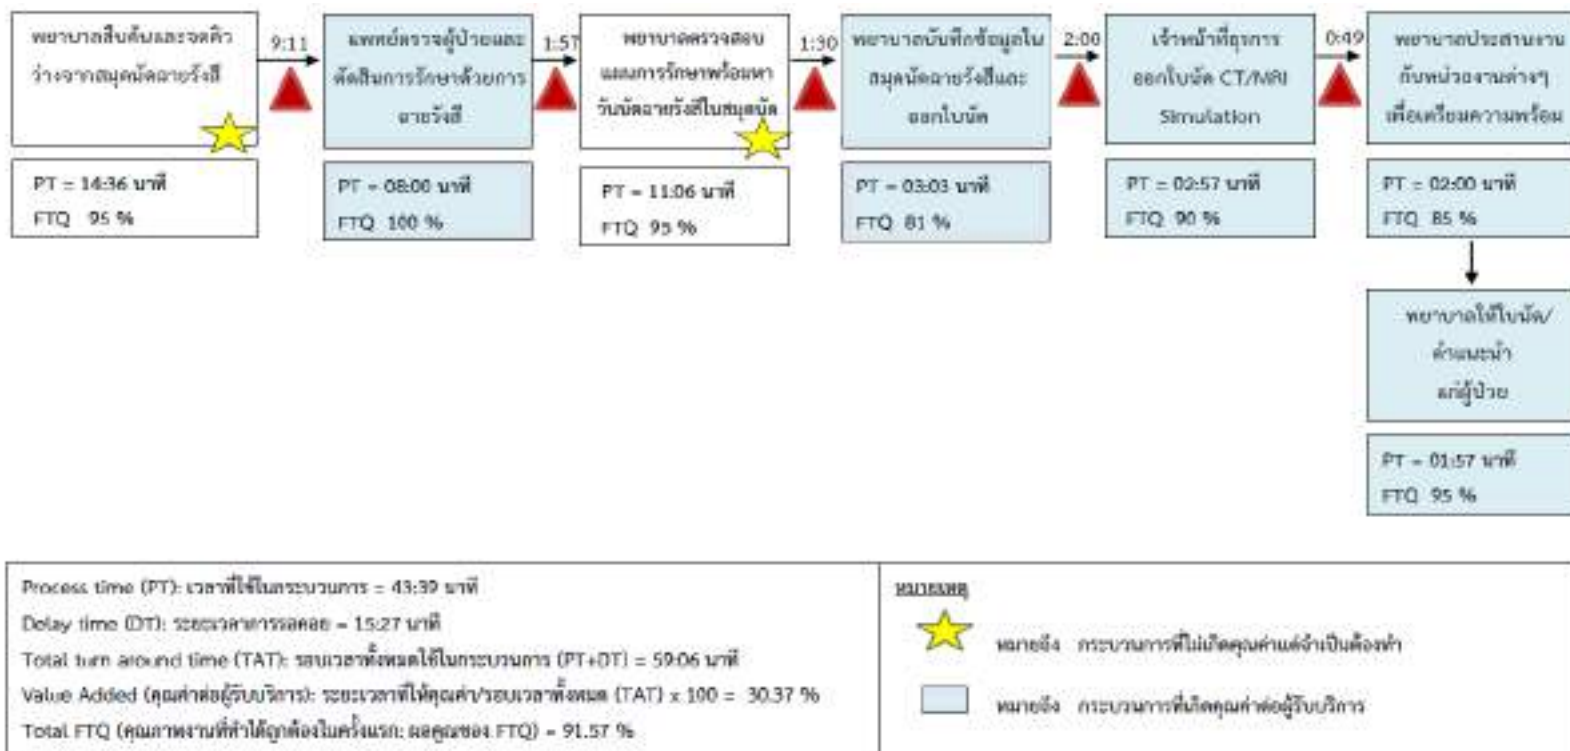 พยาบาลสืบค้นและจดคิว
ว่างจากสมุดนัดฉายรังสี
9:11
แพทย์ตรวจผู้ป่วยและ
ตัดสินการรักษาด้วยการ
ฉายรังสี
1:57
พยาบาลตรวจสอบ
แผนการรักษาพร้อมหา
วันนัดฉายรังสีในสมุดนัด
1:30
พยาบาลบันทึกข้อมูลใน
สมุดนัดฉายรังสีและ
ออกใบนัด
2:00
เจ้าหน้าที่ธุรการ
ออกใบนัด CT/MRI
Simulation
0:49
พยาบาลประสานงาน
กับหน่วยงานต่างๆ
เพื่อเตรียมความพร้อม
PT = 14:36 นาที
FTQ 95 %
PT = 08:00 นาที
FTQ 100 %
PT = 11:06 นาที
FTQ 95 %
PT = 03:03 นาที
FTQ 81 %
PT = 02:57 นาที
FTQ 90 %
PT = 02:00 นาที
FTQ 85 %
พยาบาลให้ใบนัด/
คำแนะนำ
แก่ผู้ป่วย
PT = 01:57 นาที
FTQ 95 %
Process time (PT): เวลาที่ใช้ในกระบวนการ = 43:39 นาที
Delay time (DT): ระยะเวลาการรอคอย = 15:27 นาที
Total turn around time (TAT): รอบเวลาทั้งหมดใช้ในกระบวนการ (PT+DT) = 59:06 นาที
Value Added (คุณค่าต่อผู้รับบริการ): ระยะเวลาที่ให้คุณค่า/รอบเวลาทั้งหมด (TAT) x 100 = 30.37 %
Total FTQ (คุณภาพงานที่ทำได้ถูกต้องในครั้งแรก: ผลคูณของ FTQ) = 91.57 %
หมายเหตุ
หมายถึง กระบวนการที่ไม่เกิดคุณค่าแต่จำเป็นต้องทำ
หมายถึง กระบวนการที่เกิดคุณค่าต่อผู้รับบริการ